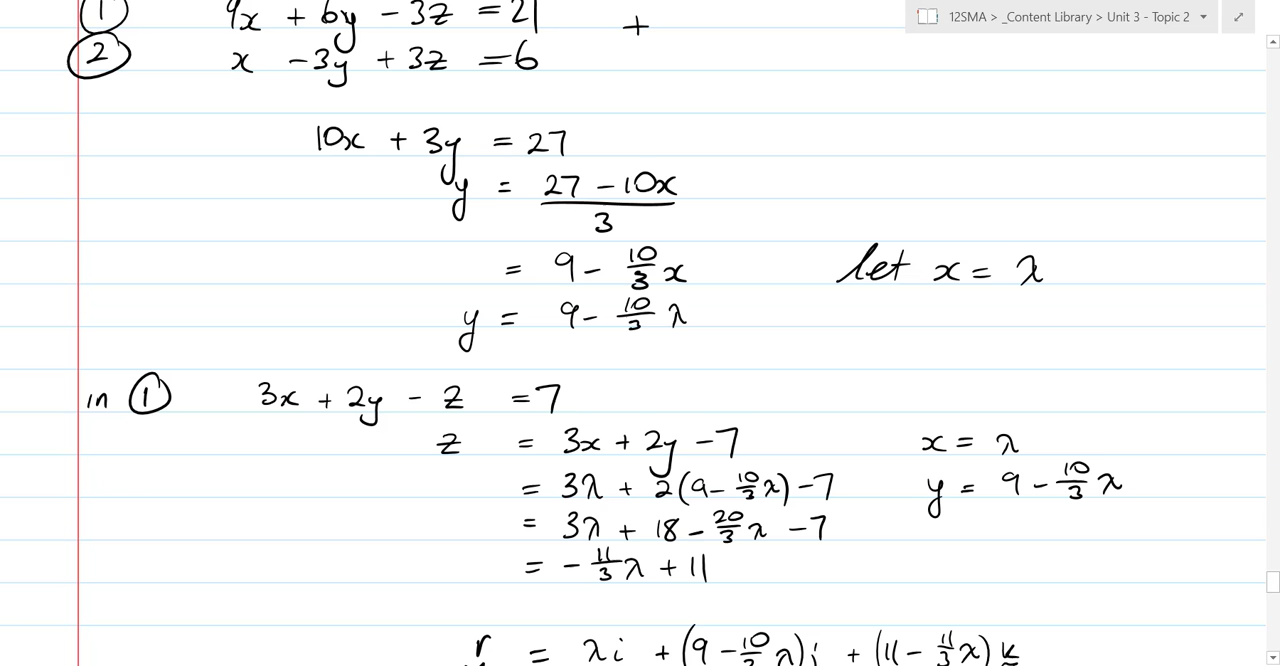 12SMA > _Content Library > Unit 3 - Topic 2
① 9x + 6y - 3z = 21 +
② x - 3y + 3z = 6
10x + 3y = 27
y = (27 - 10x)/3
= 9 - 10/3 x let x = λ
y = 9 - 10/3 λ
in ① 3x + 2y - z = 7
z = 3x + 2y - 7 x = λ
= 3λ + 2(9 - 10/3 λ) - 7 y = 9 - 10/3 λ
= 3λ + 18 - 20/3 λ - 7
= - 11/3 λ + 11
r = λi + (9 - 10/3 λ)j + (11 - 11/3 λ)k